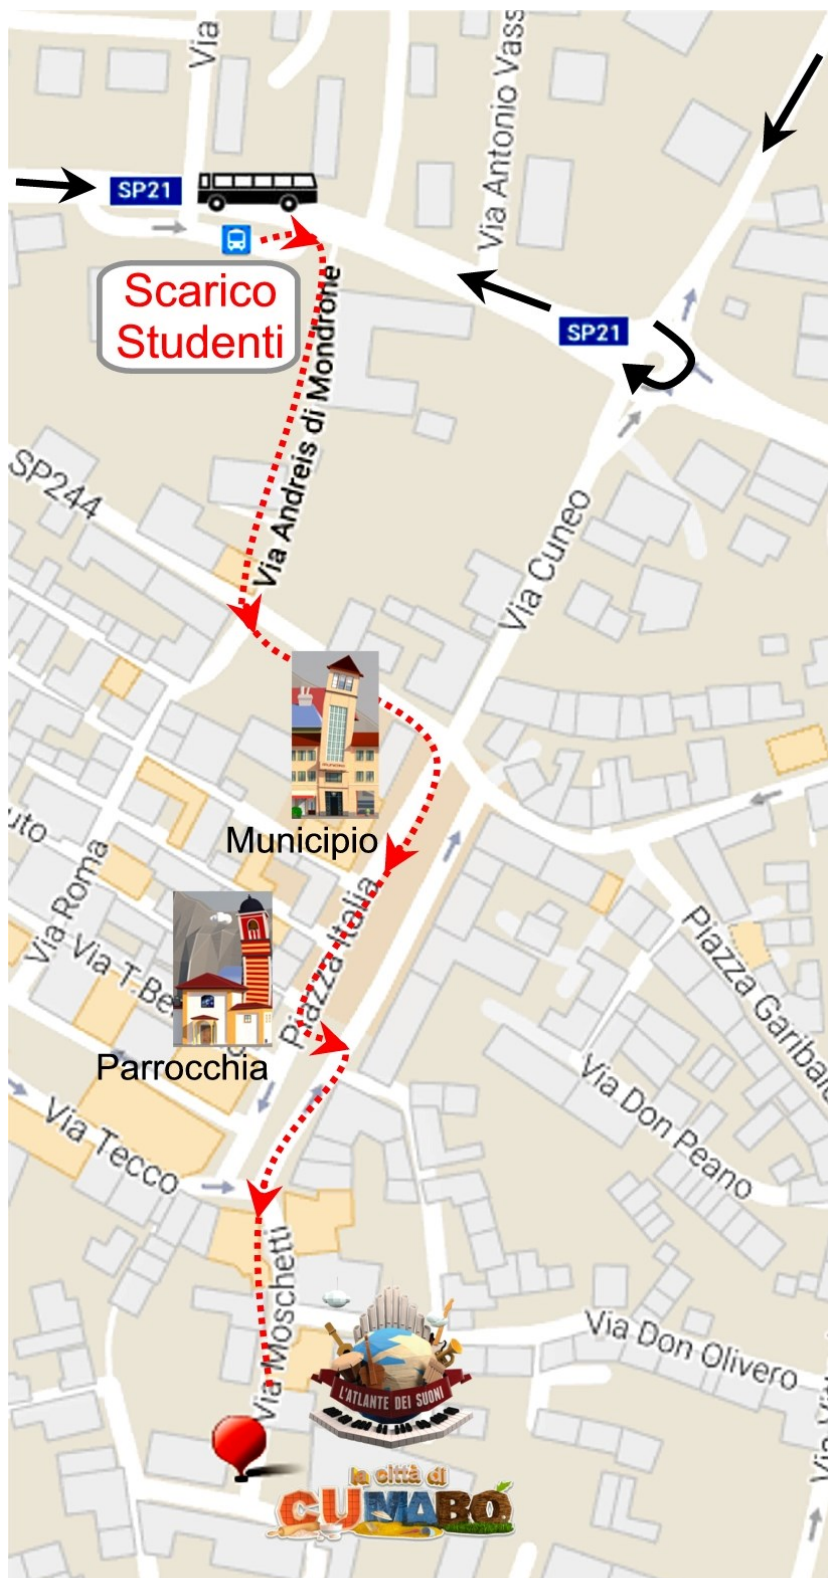 Via
Via Antonio Vass
SP21
Scarico
Studenti
SP21
Via Andreis di Mondrone
SP244
Via Cuneo
Municipio
uto
Via Roma
Piazza Italia
Via T.Be
Piazza Garibal
Parrocchia
Via Tecco
Via Don Peano
Via Moschetti
Via Don Olivero
L'ATLANTE DEI SUONI
la città di
CUMABO